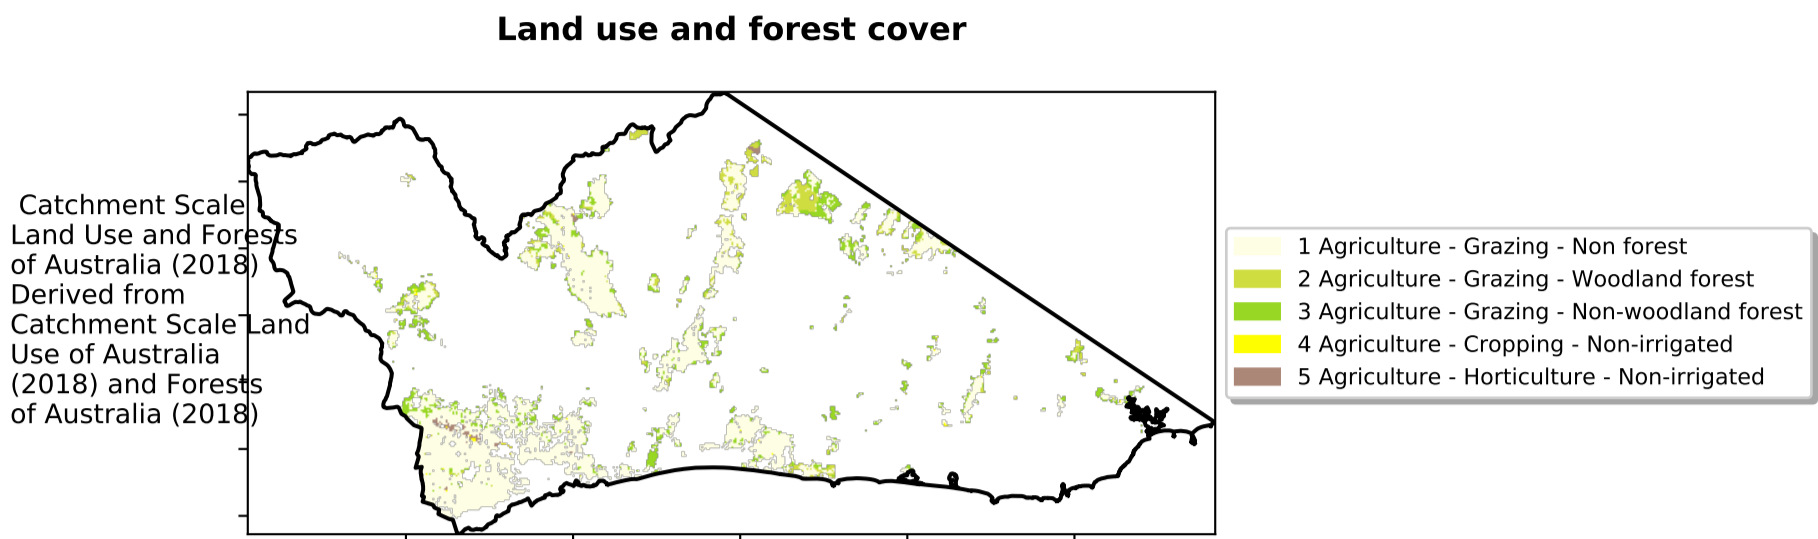 Land use and forest cover
Catchment Scale
Land Use and Forests
of Australia (2018)
Derived from
Catchment Scale Land
Use of Australia
(2018) and Forests
of Australia (2018)
1 Agriculture - Grazing - Non forest
2 Agriculture - Grazing - Woodland forest
3 Agriculture - Grazing - Non-woodland forest
4 Agriculture - Cropping - Non-irrigated
5 Agriculture - Horticulture - Non-irrigated